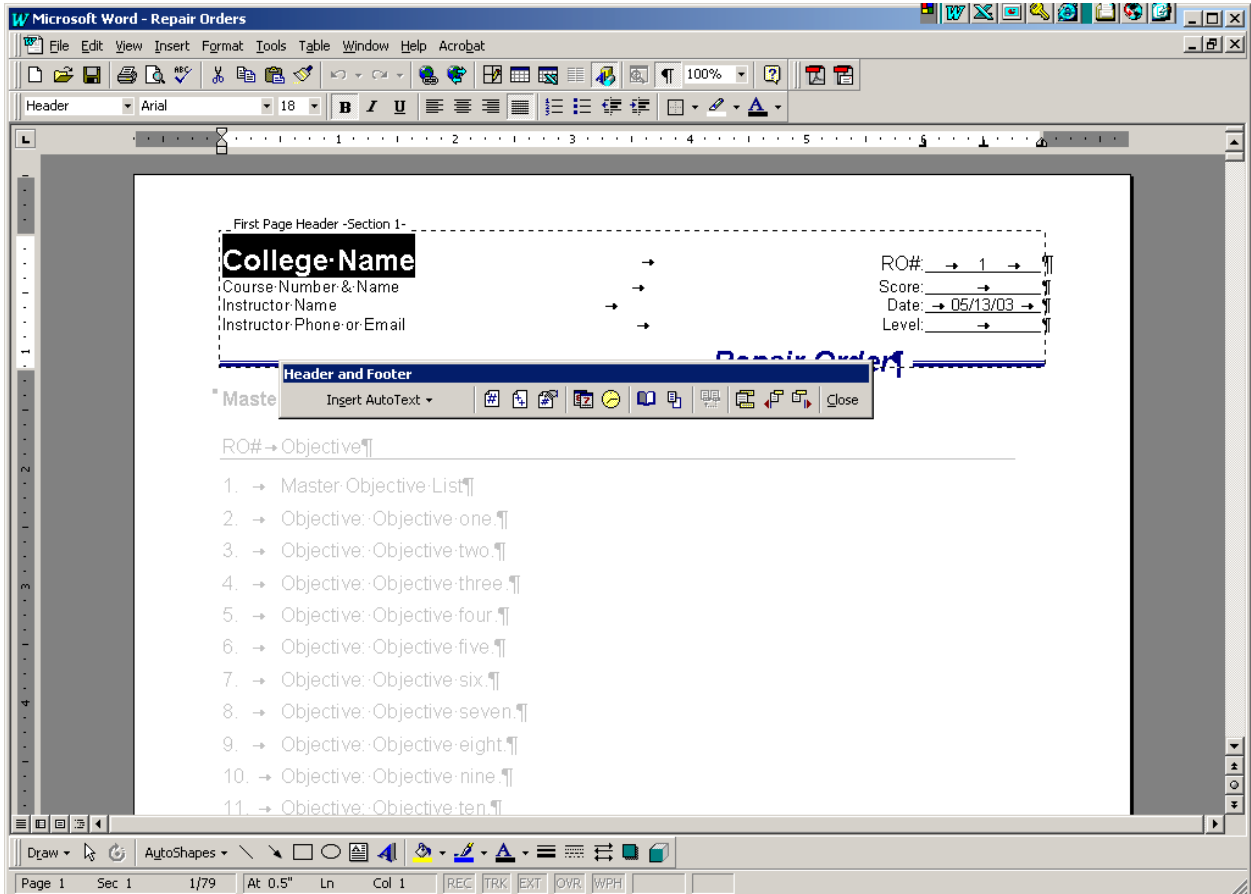 Microsoft Word - Repair Orders
File Edit View Insert Format Tools Table Window Help Acrobat
100%
Header Arial 18 B I U A
1 2 3 4 5 6
First Page Header -Section 1-
College Name RO#: 1
Course Number & Name Score:
Instructor Name Date: 05/13/03
Instructor Phone or Email Level:
Repair Order
Header and Footer
Maste
Insert AutoText Close
RO# Objective
1. Master Objective List
2. Objective: Objective one.
3. Objective: Objective two.
4. Objective: Objective three.
5. Objective: Objective four.
6. Objective: Objective five.
7. Objective: Objective six.
8. Objective: Objective seven.
9. Objective: Objective eight.
10. Objective: Objective nine.
11. Objective: Objective ten.
Draw AutoShapes
Page 1 Sec 1 1/79 At 0.5" Ln Col 1 REC TRK EXT OVR WPH